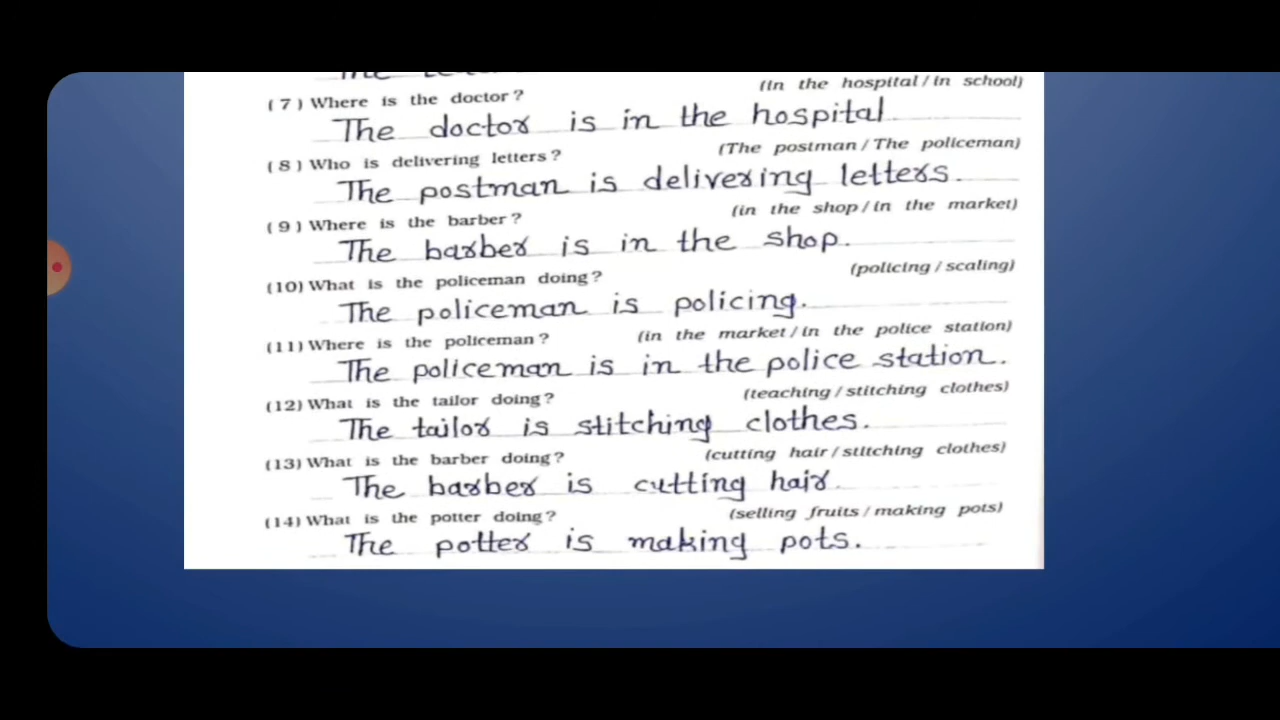 The
(in the hospital / in school)
(7) Where is the doctor?
The doctor is in the hospital
(The postman / The policeman)
(8) Who is delivering letters?
The postman is delivering letters.
(in the shop / in the market)
(9) Where is the barber?
The barber is in the shop.
(policing / scaling)
(10) What is the policeman doing?
The policeman is policing.
(in the market / in the police station)
(11) Where is the policeman?
The policeman is in the police station.
(teaching / stitching clothes)
(12) What is the tailor doing?
The tailor is stitching clothes.
(cutting hair / stitching clothes)
(13) What is the barber doing?
The barber is cutting hair.
(selling fruits / making pots)
(14) What is the potter doing?
The potter is making pots.